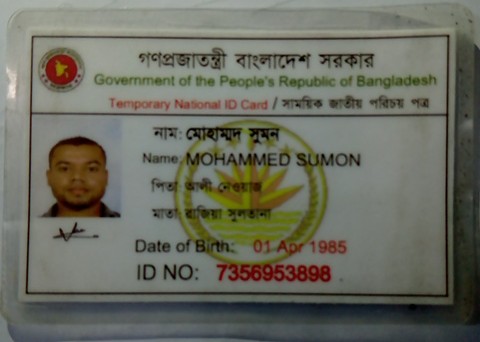 গণপ্রজাতন্ত্রী বাংলাদেশ সরকার
Government of the People's Republic of Bangladesh
Temporary National ID Card / সাময়িক জাতীয় পরিচয় পত্র
নাম: মোহাম্মদ সুমন
Name: MOHAMMED SUMON
পিতা: আলী নেওয়াজ
মাতা: রাজিয়া সুলতানা
Date of Birth: 01 Apr 1985
ID NO: 7356953898